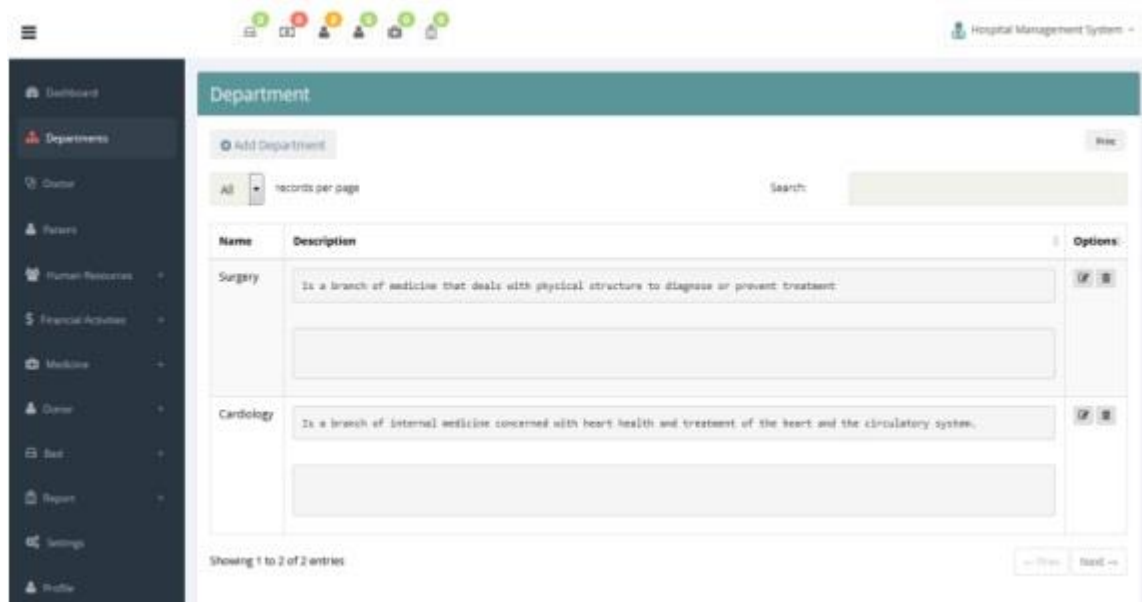 Hospital Management System
Dashboard
Departments
Doctor
Patient
Human Resources
Financial Activities
Medicine
Donor
Bed
Report
Settings
Profile
Department
Add Department
Print
All records per page
Search:
Name Description Options
Surgery Is a branch of medicine that deals with physical structure to diagnose or prevent treatment
Cardiology Is a branch of internal medicine concerned with heart health and treatment of the heart and the circulatory system.
Showing 1 to 2 of 2 entries
← Prev Next →